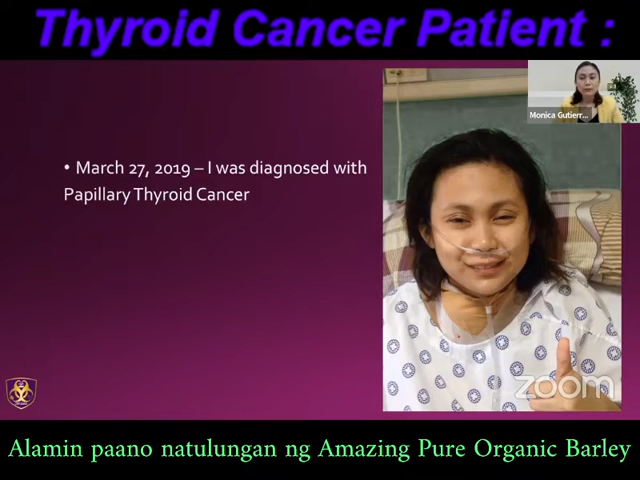 Thyroid Cancer Patient :
Monica Gutierr...
• March 27, 2019 – I was diagnosed with
Papillary Thyroid Cancer
zoom
Alamin paano natulungan ng Amazing Pure Organic Barley